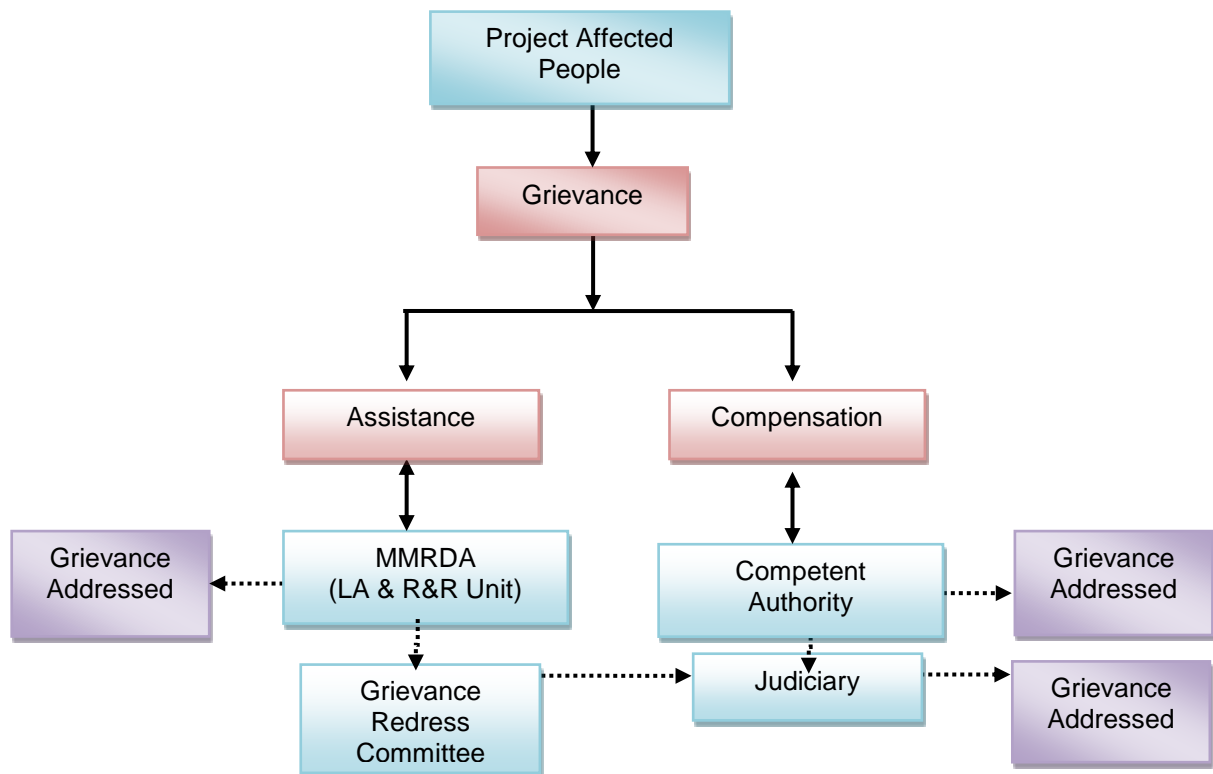 Project Affected
People
Grievance
Assistance
Compensation
Grievance
Addressed
MMRDA
(LA & R&R Unit)
Competent
Authority
Grievance
Addressed
Grievance
Redress
Committee
Judiciary
Grievance
Addressed